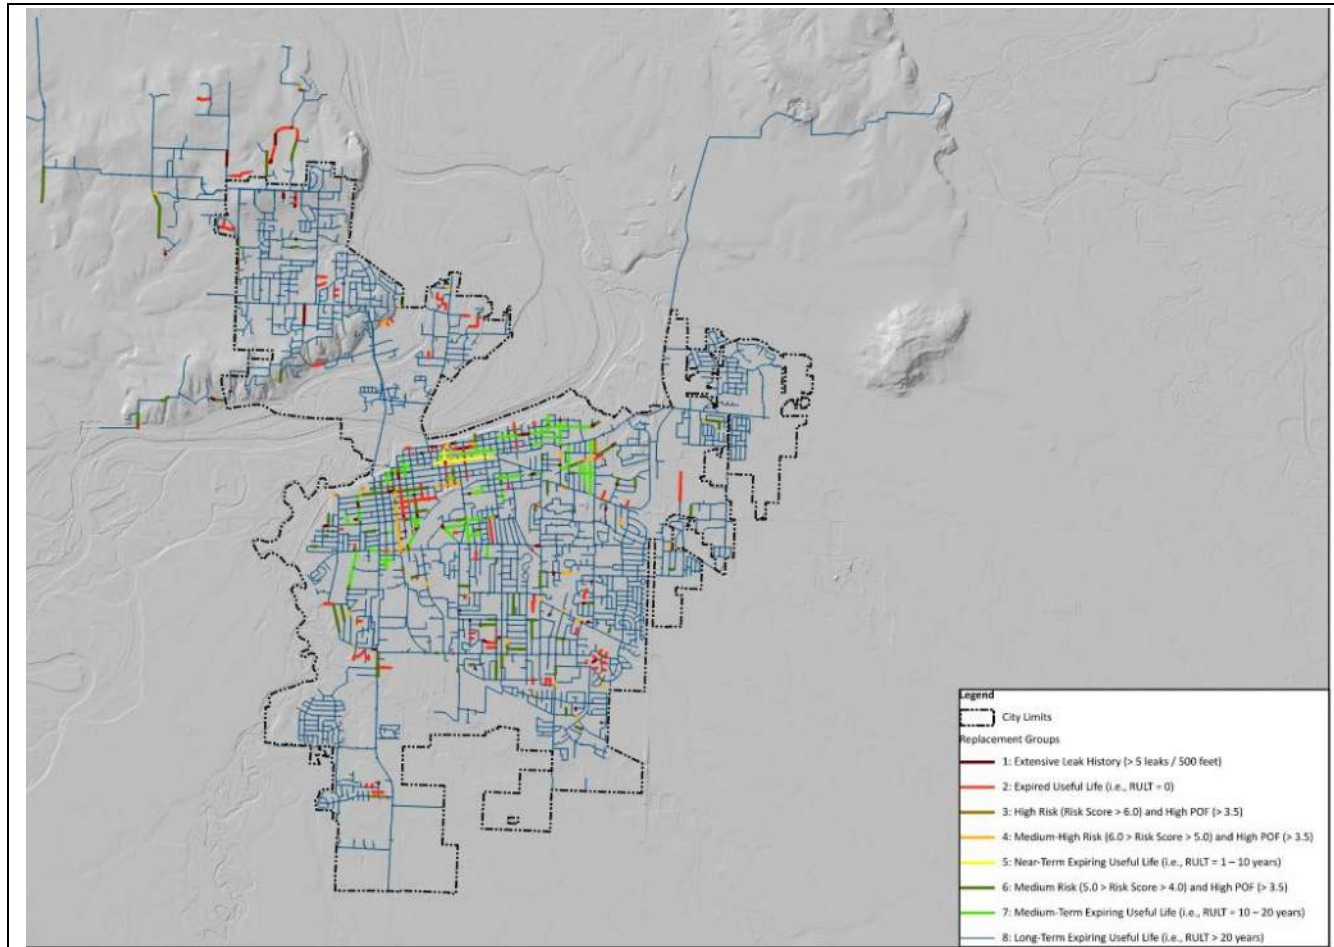 Legend
City Limits
Replacement Groups
1: Extensive Leak History (> 5 leaks / 500 feet)
2: Expired Useful Life (i.e., RULT = 0)
3: High Risk (Risk Score > 6.0) and High POF (> 3.5)
4: Medium-High Risk (6.0 > Risk Score > 5.0) and High POF (> 3.5)
5: Near-Term Expiring Useful Life (i.e., RULT = 1 – 10 years)
6: Medium Risk (5.0 > Risk Score > 4.0) and High POF (> 3.5)
7: Medium-Term Expiring Useful Life (i.e., RULT = 10 – 20 years)
8: Long-Term Expiring Useful Life (i.e., RULT > 20 years)